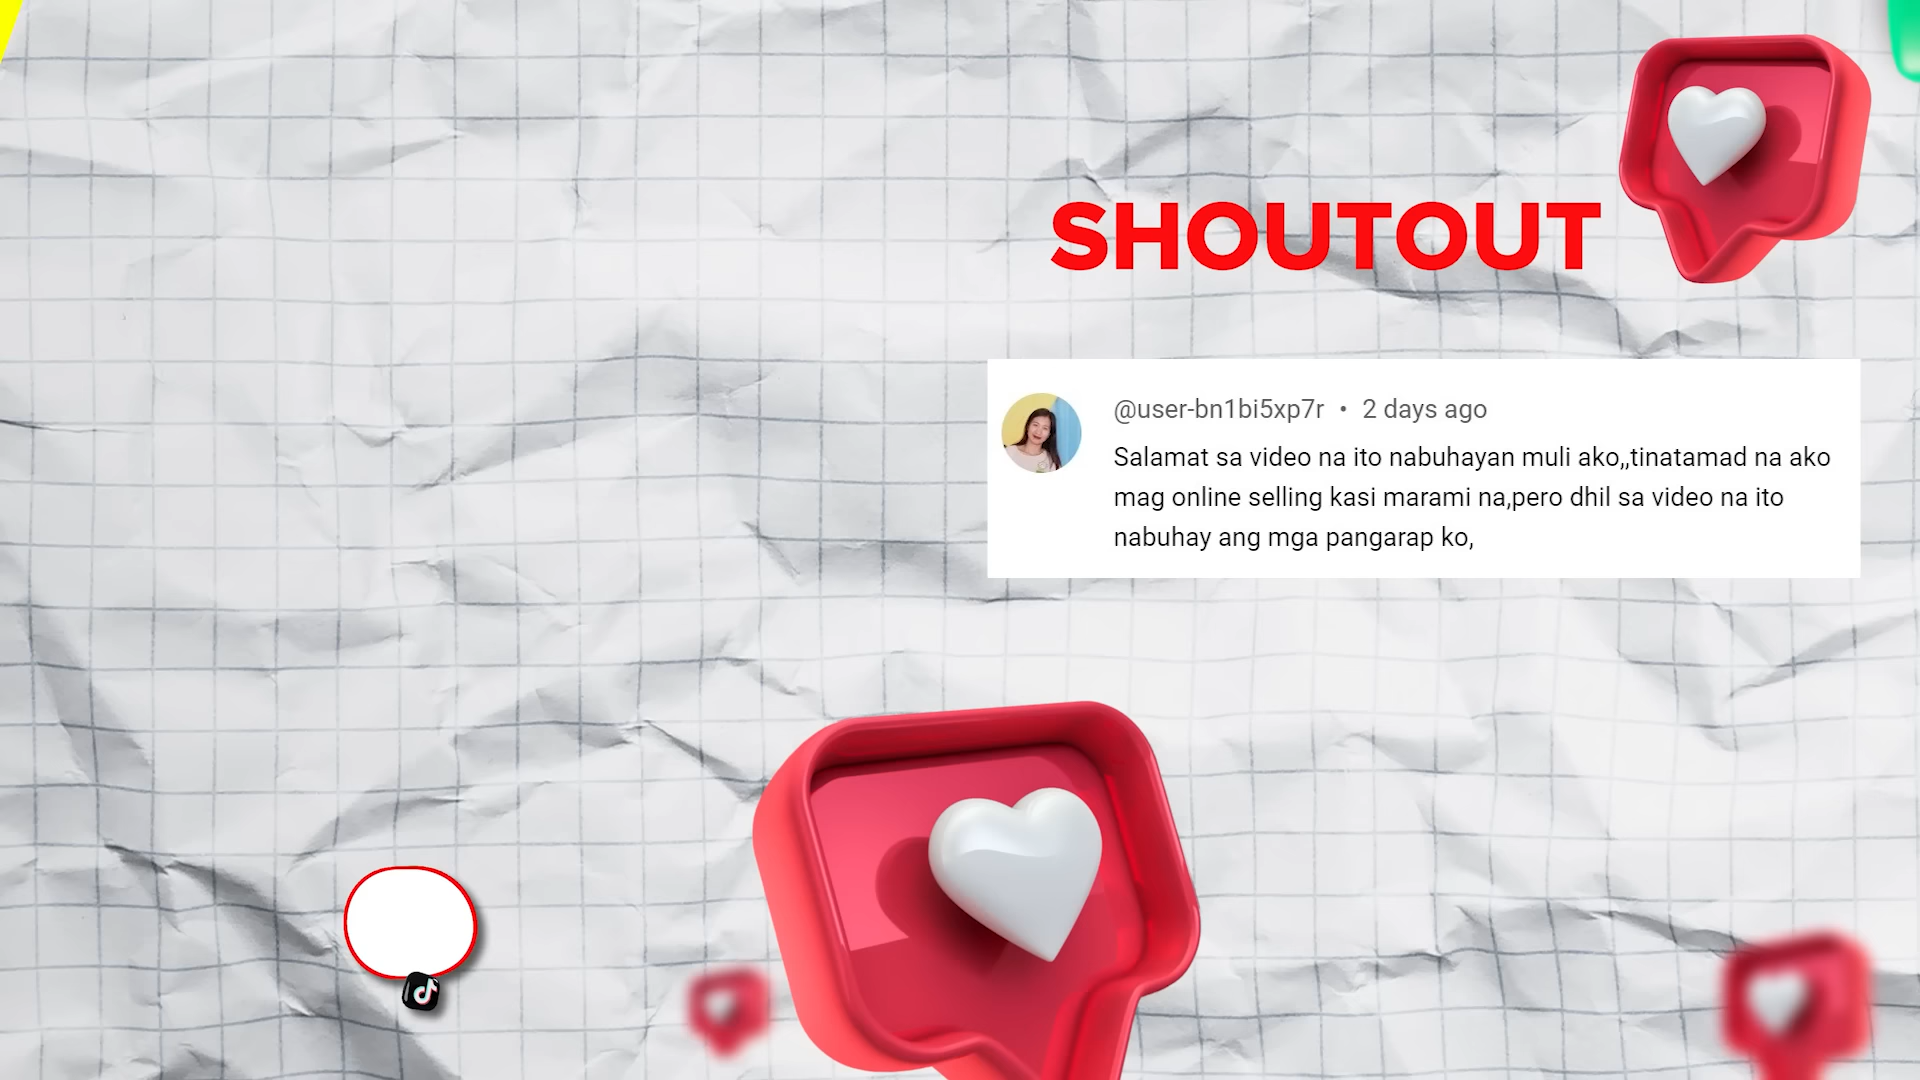 SHOUTOUT
@user-bn1bi5xp7r • 2 days ago
Salamat sa video na ito nabuhayan muli ako,,tinatamad na ako
mag online selling kasi marami na,pero dhil sa video na ito
nabuhay ang mga pangarap ko,